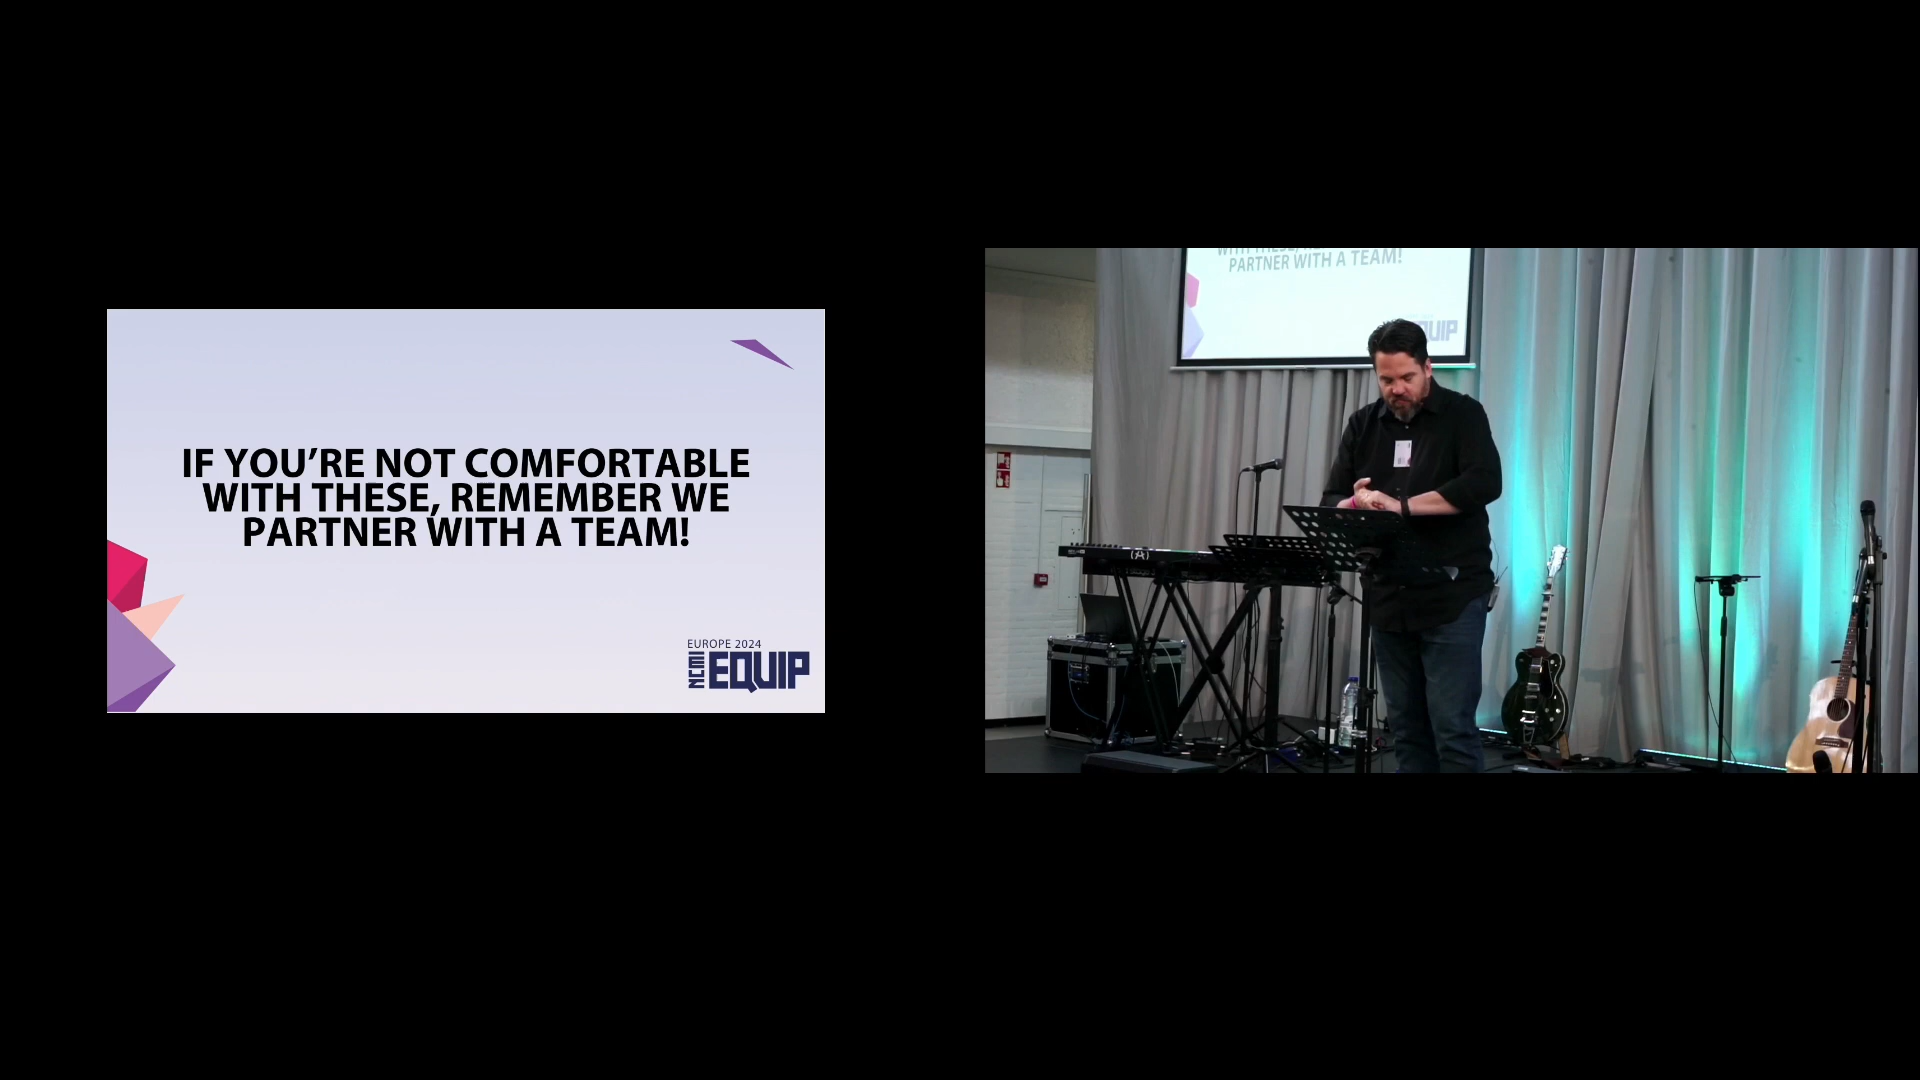 IF YOU’RE NOT COMFORTABLE
WITH THESE, REMEMBER WE
PARTNER WITH A TEAM!
EUROPE 2024
NCMI EQUIP
PARTNER WITH A TEAM!